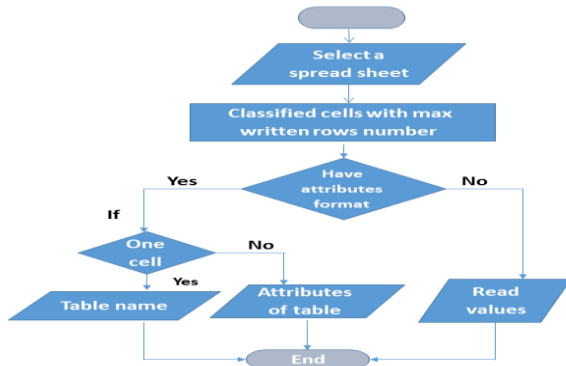 Select a
spread sheet
Classified cells with max
written rows number
Have
attributes
format
Yes
No
If
One
cell
No
Yes
Table name
Attributes
of table
Read
values
End